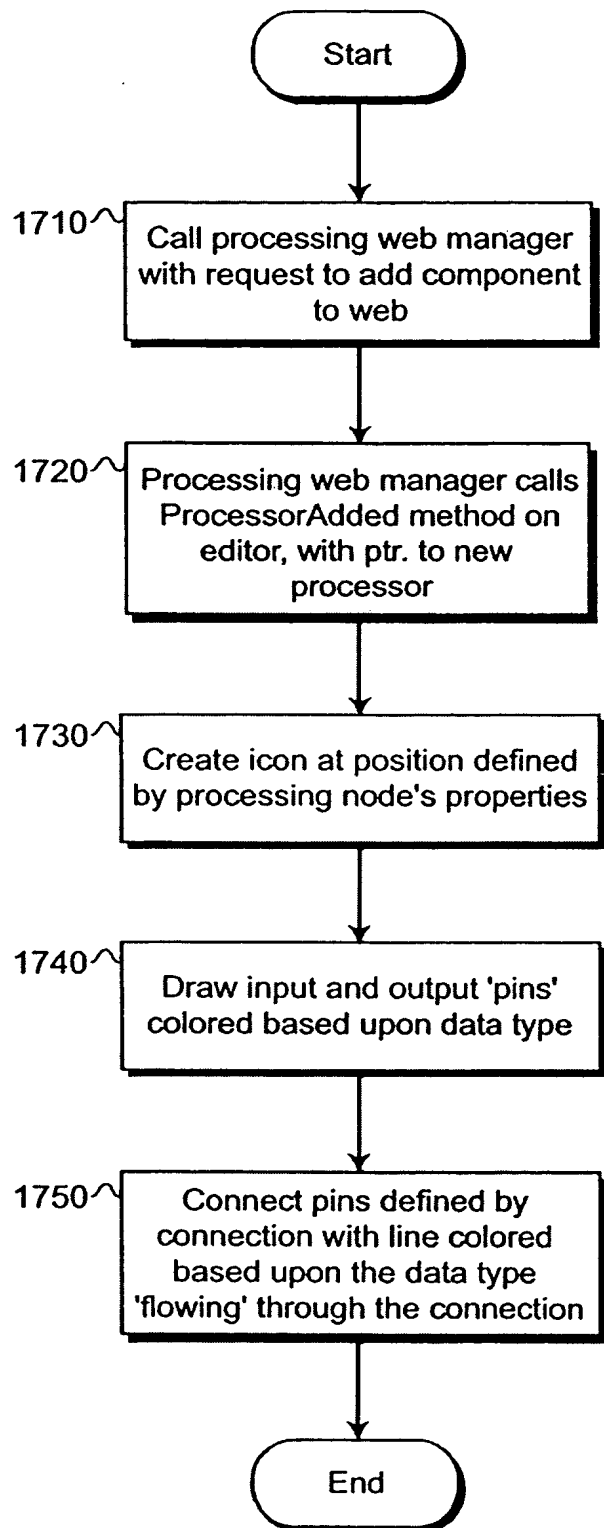 Start
1710
Call processing web manager
with request to add component
to web
1720
Processing web manager calls
ProcessorAdded method on
editor, with ptr. to new
processor
1730
Create icon at position defined
by processing node's properties
1740
Draw input and output 'pins'
colored based upon data type
1750
Connect pins defined by
connection with line colored
based upon the data type
'flowing' through the connection
End